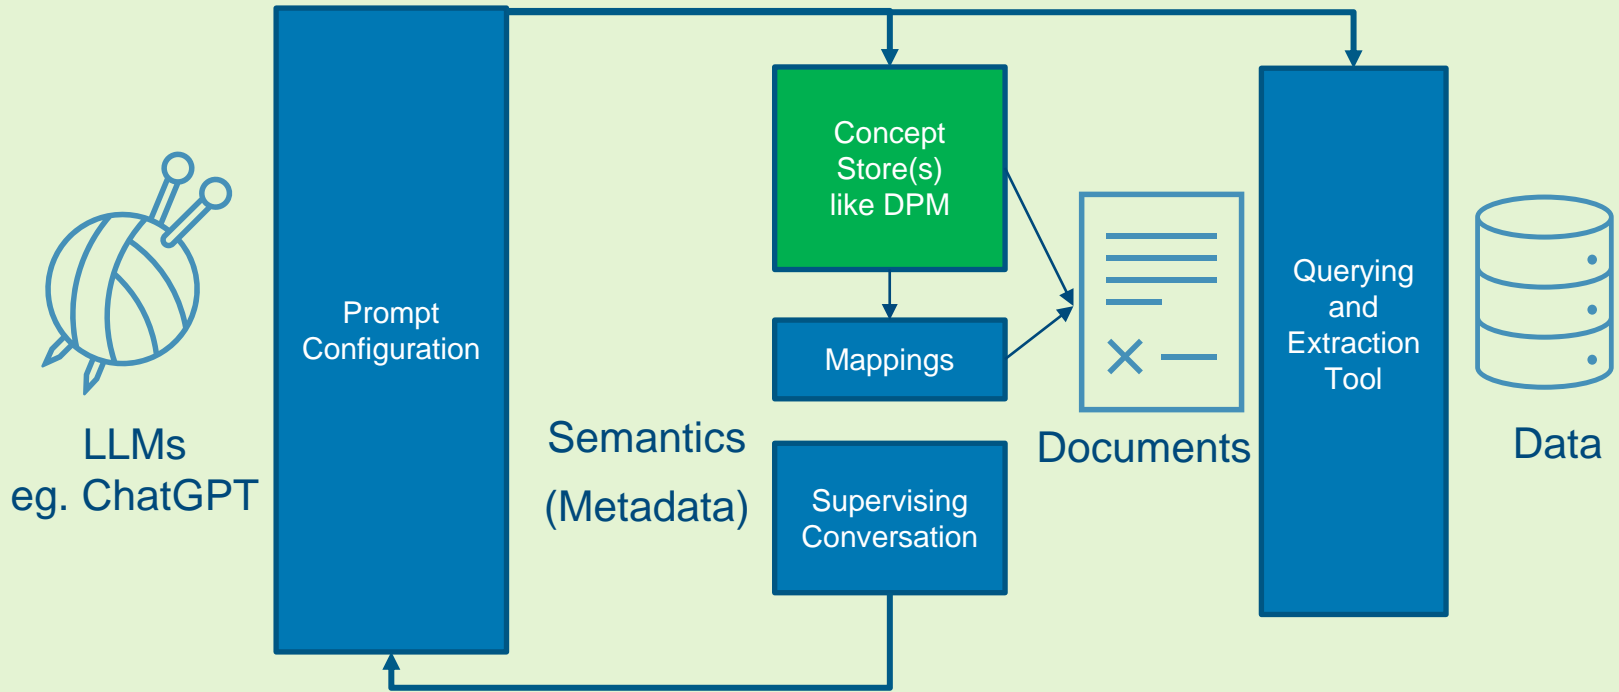 Concept
Store(s)
like DPM
Prompt
Configuration
Mappings
Querying
and
Extraction
Tool
LLMs
eg. ChatGPT
Semantics
(Metadata)
Supervising
Conversation
Documents
Data